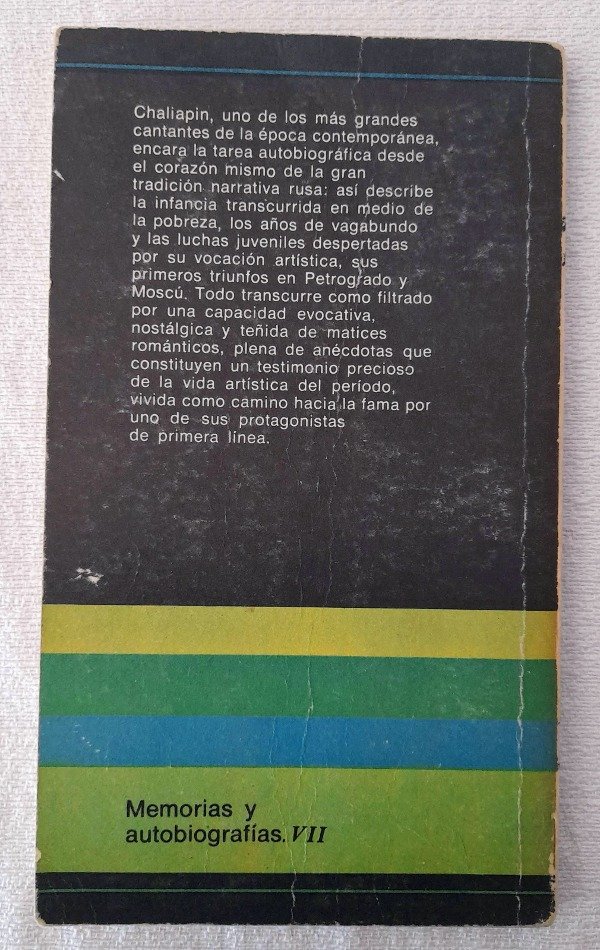 Chaliapin, uno de los más grandes
cantantes de la época contemporánea,
encara la tarea autobiográfica desde
el corazón mismo de la gran
tradición narrativa rusa: así describe
la infancia transcurrida en medio de
la pobreza, los años de vagabundo
y las luchas juveniles despertadas
por su vocación artística, sus
primeros triunfos en Petrogrado y
Moscú. Todo transcurre como filtrado
por una capacidad evocativa,
nostálgica y teñida de matices
románticos, plena de anécdotas que
constituyen un testimonio precioso
de la vida artística del período,
vivida como camino hacia la fama por
uno de sus protagonistas
de primera línea.
Memorias y
autobiografías. VII